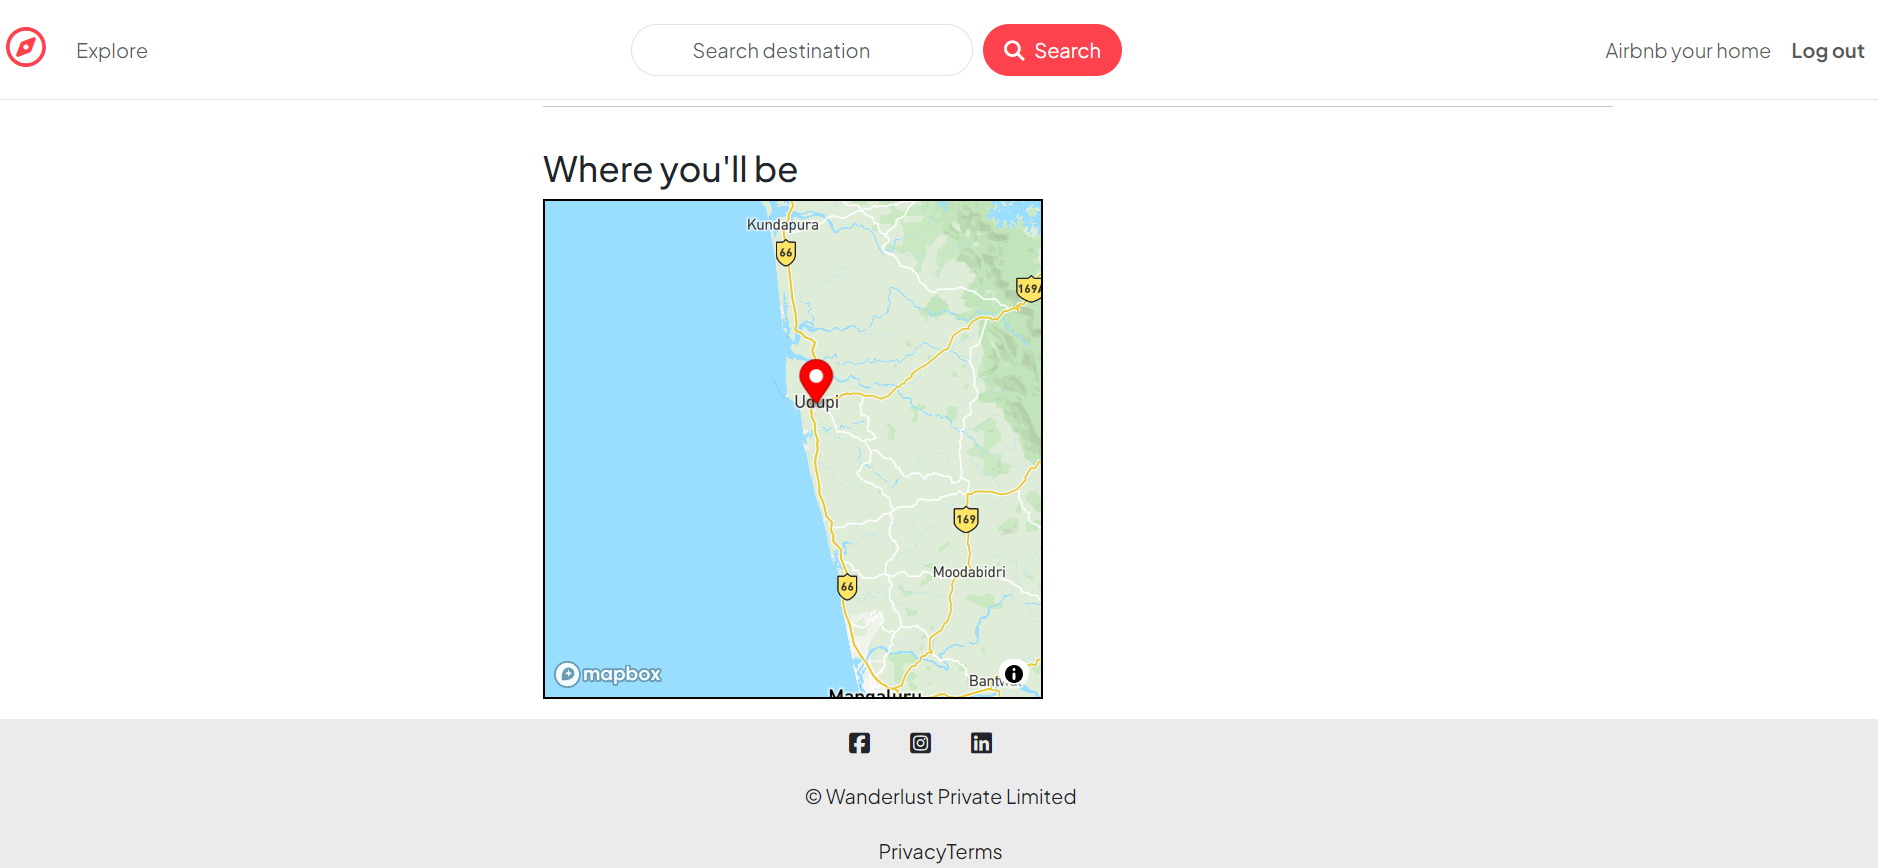 Explore
Search destination
Search
Airbnb your home
Log out
Where you'll be
Kundapura
66
169A
Udupi
169
Moodabidri
66
mapbox
Mangaluru
© Wanderlust Private Limited
PrivacyTerms